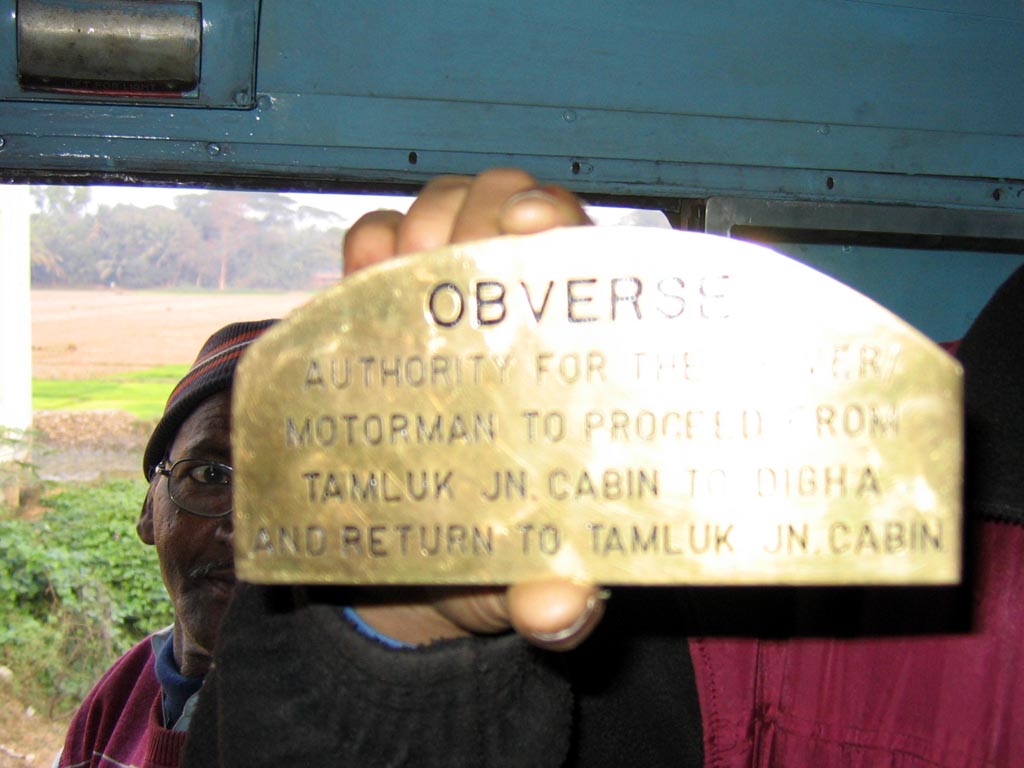 OBVERSE
AUTHORITY FOR THE
MOTORMAN TO PROCEED FROM
TAMLUK JN. CABIN TO DIGHA
AND RETURN TO TAMLUK JN. CABIN